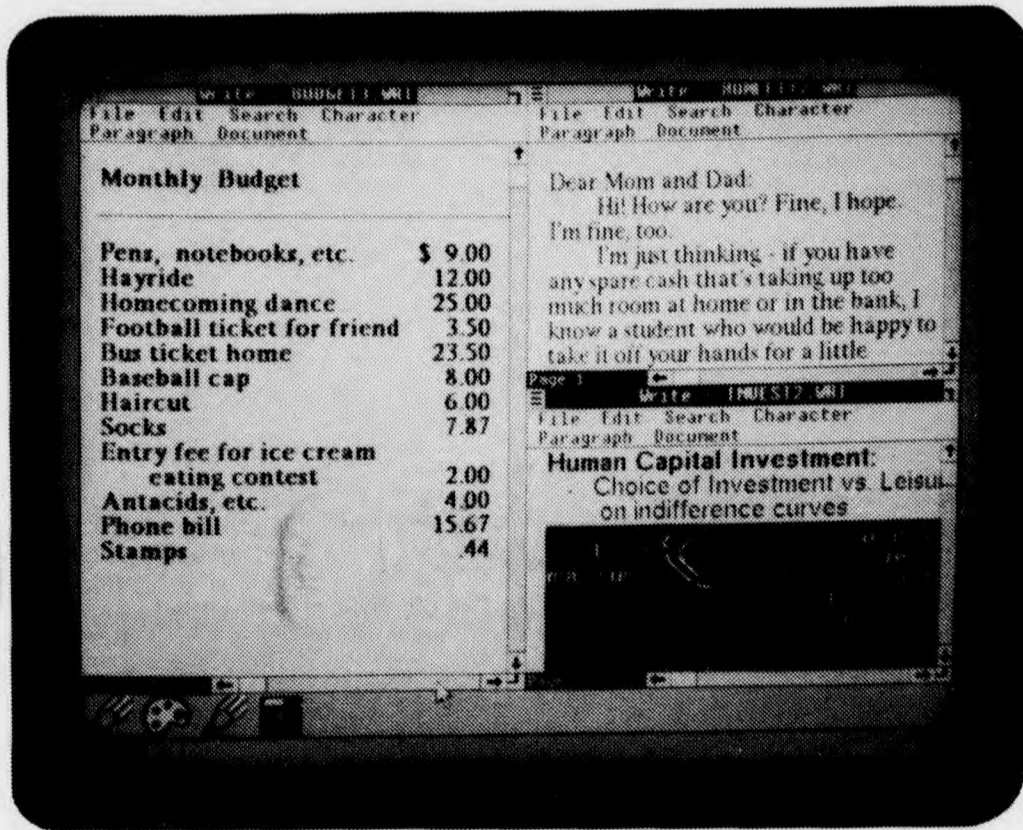 Write BUDGET3.WRI
File Edit Search Character
Paragraph Document
Monthly Budget
Pens, notebooks, etc. $ 9.00
Hayride 12.00
Homecoming dance 25.00
Football ticket for friend 3.50
Bus ticket home 23.50
Baseball cap 8.00
Haircut 6.00
Socks 7.87
Entry fee for ice cream
eating contest 2.00
Antacids, etc. 4.00
Phone bill 15.67
Stamps .44
Write
File Edit Search Character
Paragraph Document
Dear Mom and Dad:
Hi! How are you? Fine, I hope.
I'm fine, too.
I'm just thinking - if you have
any spare cash that's taking up too
much room at home or in the bank, I
know a student who would be happy to
take it off your hands for a little
Page 1
Write INVEST2.WRI
File Edit Search Character
Paragraph Document
Human Capital Investment:
Choice of Investment vs. Leisu
on indifference curves